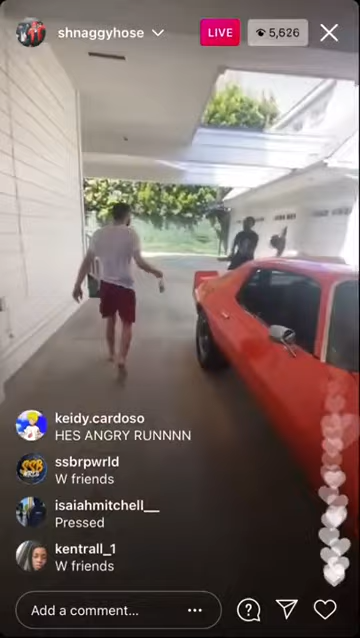 shnaggyhose
LIVE
5,626
keidy.cardoso
HES ANGRY RUNNNN
ssbrpwrld
W friends
isaiahmitchell__
Pressed
kentrall_1
W friends
Add a comment...